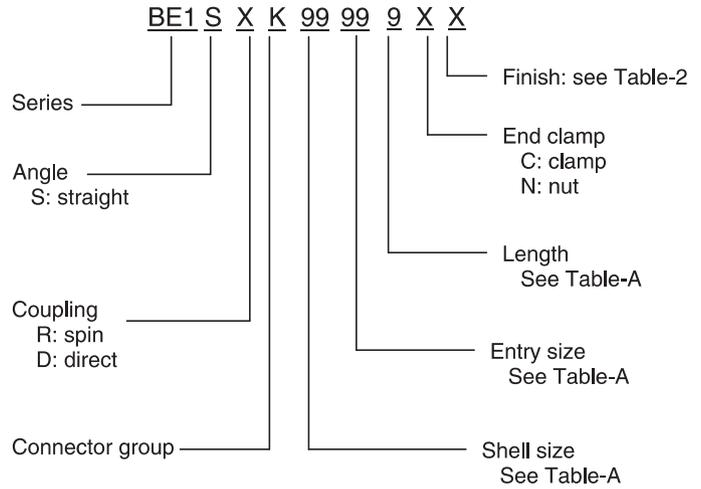 BE1 S X K 99 99 9 X X
Series
Angle
S: straight
Coupling
R: spin
D: direct
Connector group
Finish: see Table-2
End clamp
C: clamp
N: nut
Length
See Table-A
Entry size
See Table-A
Shell size
See Table-A